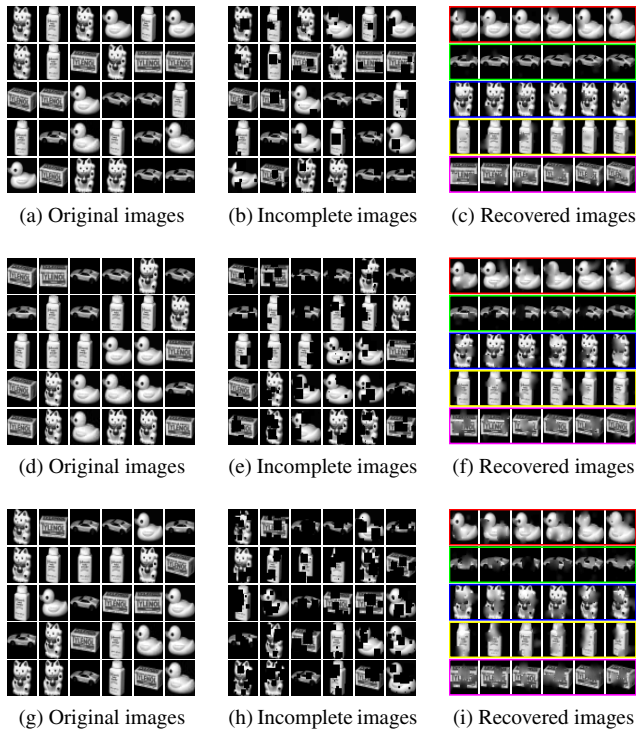 (a) Original images
(b) Incomplete images
(c) Recovered images
(d) Original images
(e) Incomplete images
(f) Recovered images
(g) Original images
(h) Incomplete images
(i) Recovered images